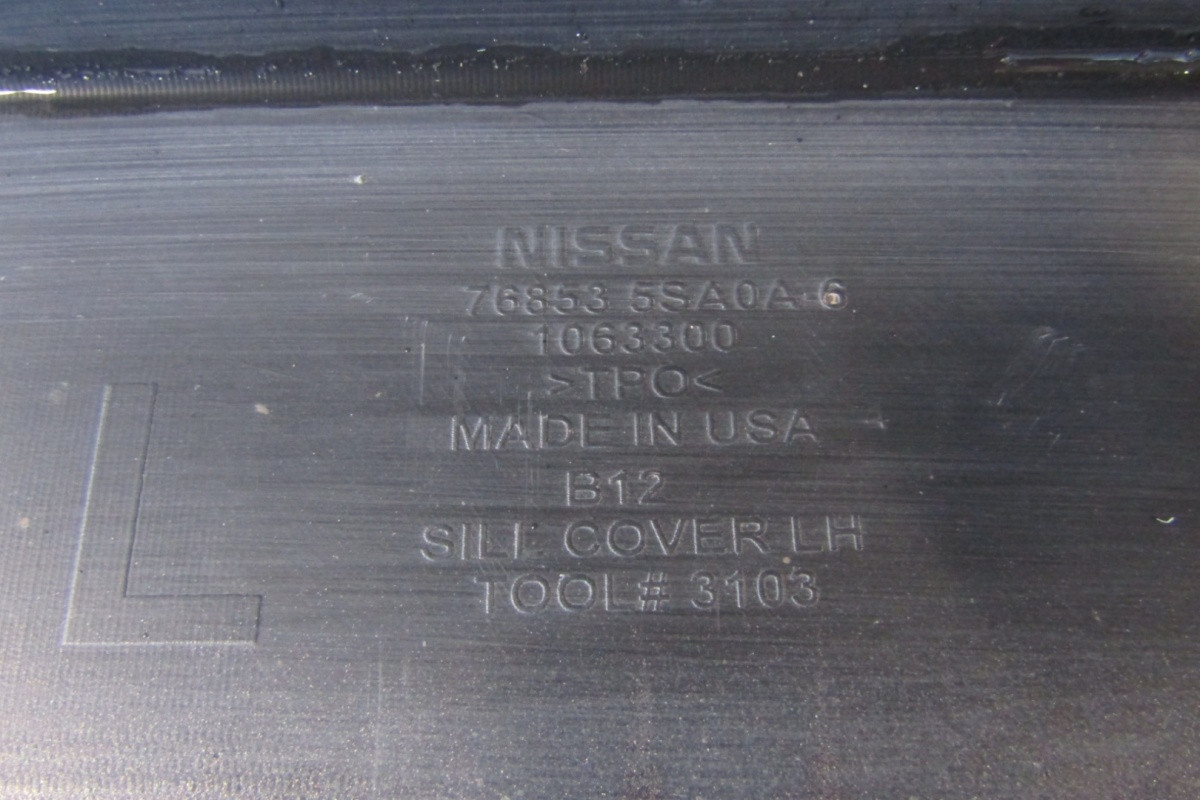 NISSAN
76853 5SA0A-6
1063300
>TPO<
MADE IN USA
B12
SILL COVER LH
TOOL# 3103
L